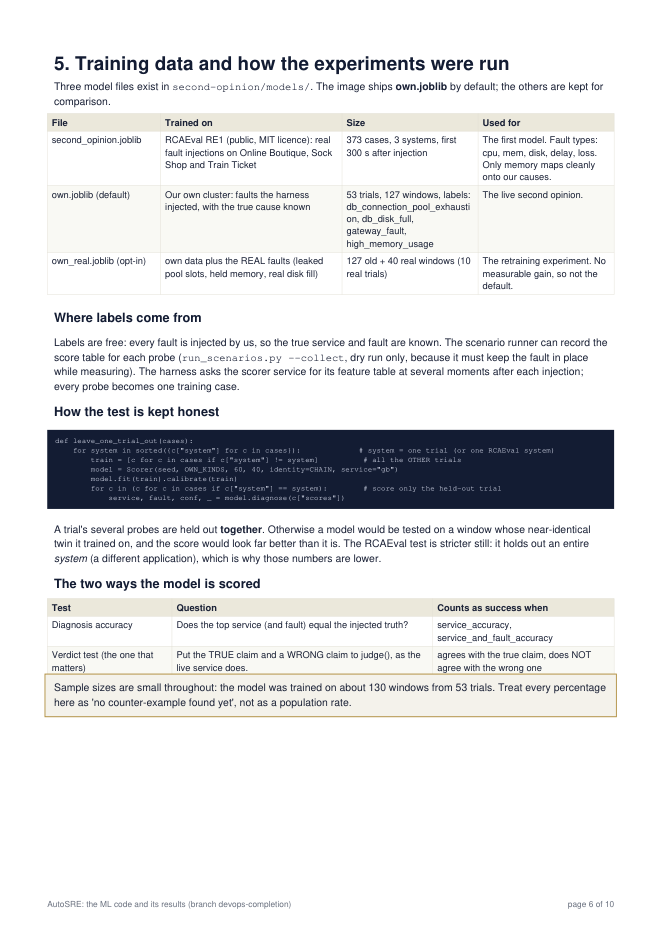 5. Training data and how the experiments were run
Three model files exist in second-opinion/models/. The image ships own.joblib by default; the others are kept for
comparison.
File Trained on Size Used for
second_opinion.joblib
RCAEval RE1 (public, MIT licence): real
fault injections on Online Boutique, Sock
Shop and Train Ticket
373 cases, 3 systems, first
300 s after injection
The first model. Fault types:
cpu, mem, disk, delay, loss.
Only memory maps cleanly
onto our causes.
own.joblib (default)
Our own cluster: faults the harness
injected, with the true cause known
53 trials, 127 windows, labels:
db_connection_pool_exhausti
on, db_disk_full,
gateway_fault,
high_memory_usage
The live second opinion.
own_real.joblib (opt-in)
own data plus the REAL faults (leaked
pool slots, held memory, real disk fill)
127 old + 40 real windows (10
real trials)
The retraining experiment. No
measurable gain, so not the
default.
Where labels come from
Labels are free: every fault is injected by us, so the true service and fault are known. The scenario runner can record the
score table for each probe (run_scenarios.py --collect, dry run only, because it must keep the fault in place
while measuring). The harness asks the scorer service for its feature table at several moments after each injection;
every probe becomes one training case.
How the test is kept honest
def leave_one_trial_out(cases):
    for system in sorted({c["system"] for c in cases}):             # system = one trial (or one RCAEval system)
        train = [c for c in cases if c["system"] != system]          # all the OTHER trials
        model = Scorer(seed, OWN_KINDS, 60, 40, identity=CHAIN, service="gb")
        model.fit(train).calibrate(train)
        for c in (c for c in cases if c["system"] == system):        # score only the held-out trial
            service, fault, conf, _ = model.diagnose(c["scores"])
A trial's several probes are held out together. Otherwise a model would be tested on a window whose near-identical
twin it trained on, and the score would look far better than it is. The RCAEval test is stricter still: it holds out an entire
system (a different application), which is why those numbers are lower.
The two ways the model is scored
Test Question Counts as success when
Diagnosis accuracy
Does the top service (and fault) equal the injected truth?
service_accuracy,
service_and_fault_accuracy
Verdict test (the one that
matters)
Put the TRUE claim and a WRONG claim to judge(), as the
live service does.
agrees with the true claim, does NOT
agree with the wrong one
Sample sizes are small throughout: the model was trained on about 130 windows from 53 trials. Treat every percentage
here as 'no counter-example found yet', not as a population rate.
AutoSRE: the ML code and its results (branch devops-completion)
page 6 of 10